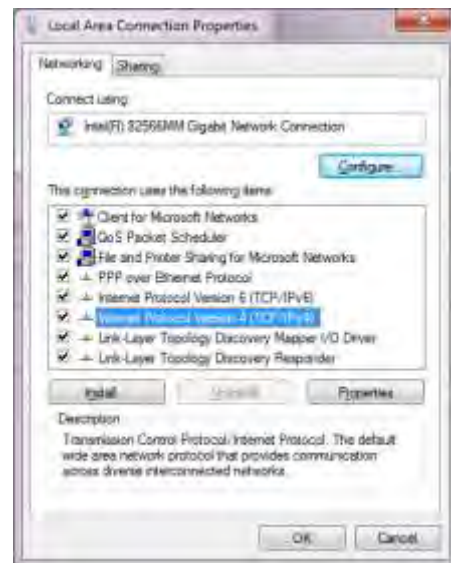 Local Area Connection Properties
Networking
Sharing
Connect using:
Intel(R) 82566MM Gigabit Network Connection
Configure...
This connection uses the following items:
Client for Microsoft Networks
QoS Packet Scheduler
File and Printer Sharing for Microsoft Networks
PPP over Ethernet Protocol
Internet Protocol Version 6 (TCP/IPv6)
Internet Protocol Version 4 (TCP/IPv4)
Link-Layer Topology Discovery Mapper I/O Driver
Link-Layer Topology Discovery Responder
Install...
Uninstall
Properties
Description
Transmission Control Protocol/Internet Protocol. The default
wide area network protocol that provides communication
across diverse interconnected networks.
OK
Cancel